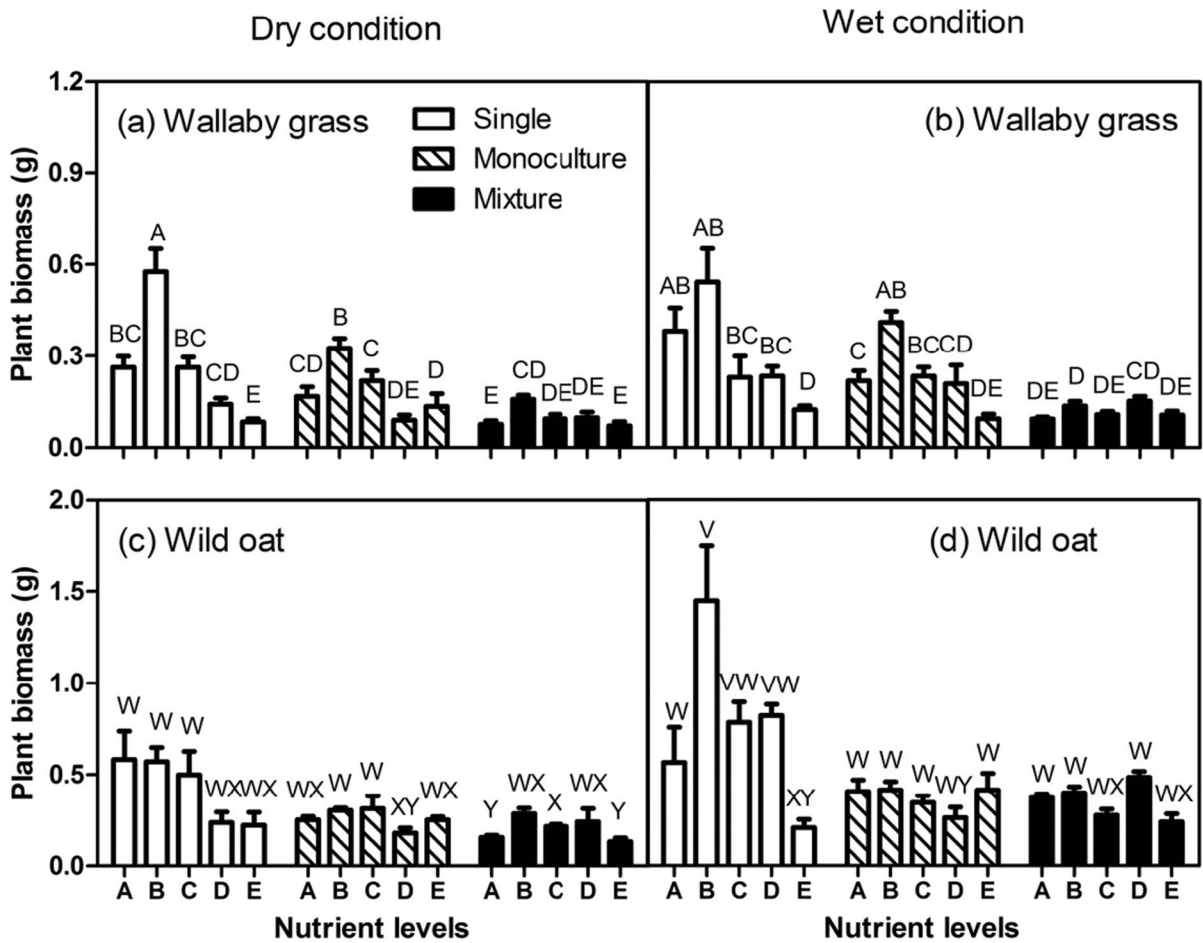 Dry condition
Wet condition
1.2
0.9
0.6
0.3
0.0
Plant biomass (g)
(a) Wallaby grass
Single
Monoculture
Mixture
BC A BC CD E
CD B C DE D
E CD DE DE E
(b) Wallaby grass
AB AB BC BC D
C AB BC CD DE
DE D DE CD DE
2.0
1.5
1.0
0.5
0.0
Plant biomass (g)
(c) Wild oat
W W W WX WX
WX W W XY WX
Y WX X WX Y
(d) Wild oat
W V VW VW XY
W W W WY W
W W WX W WX
A B C D E A B C D E A B C D E
A B C D E A B C D E A B C D E
Nutrient levels
Nutrient levels